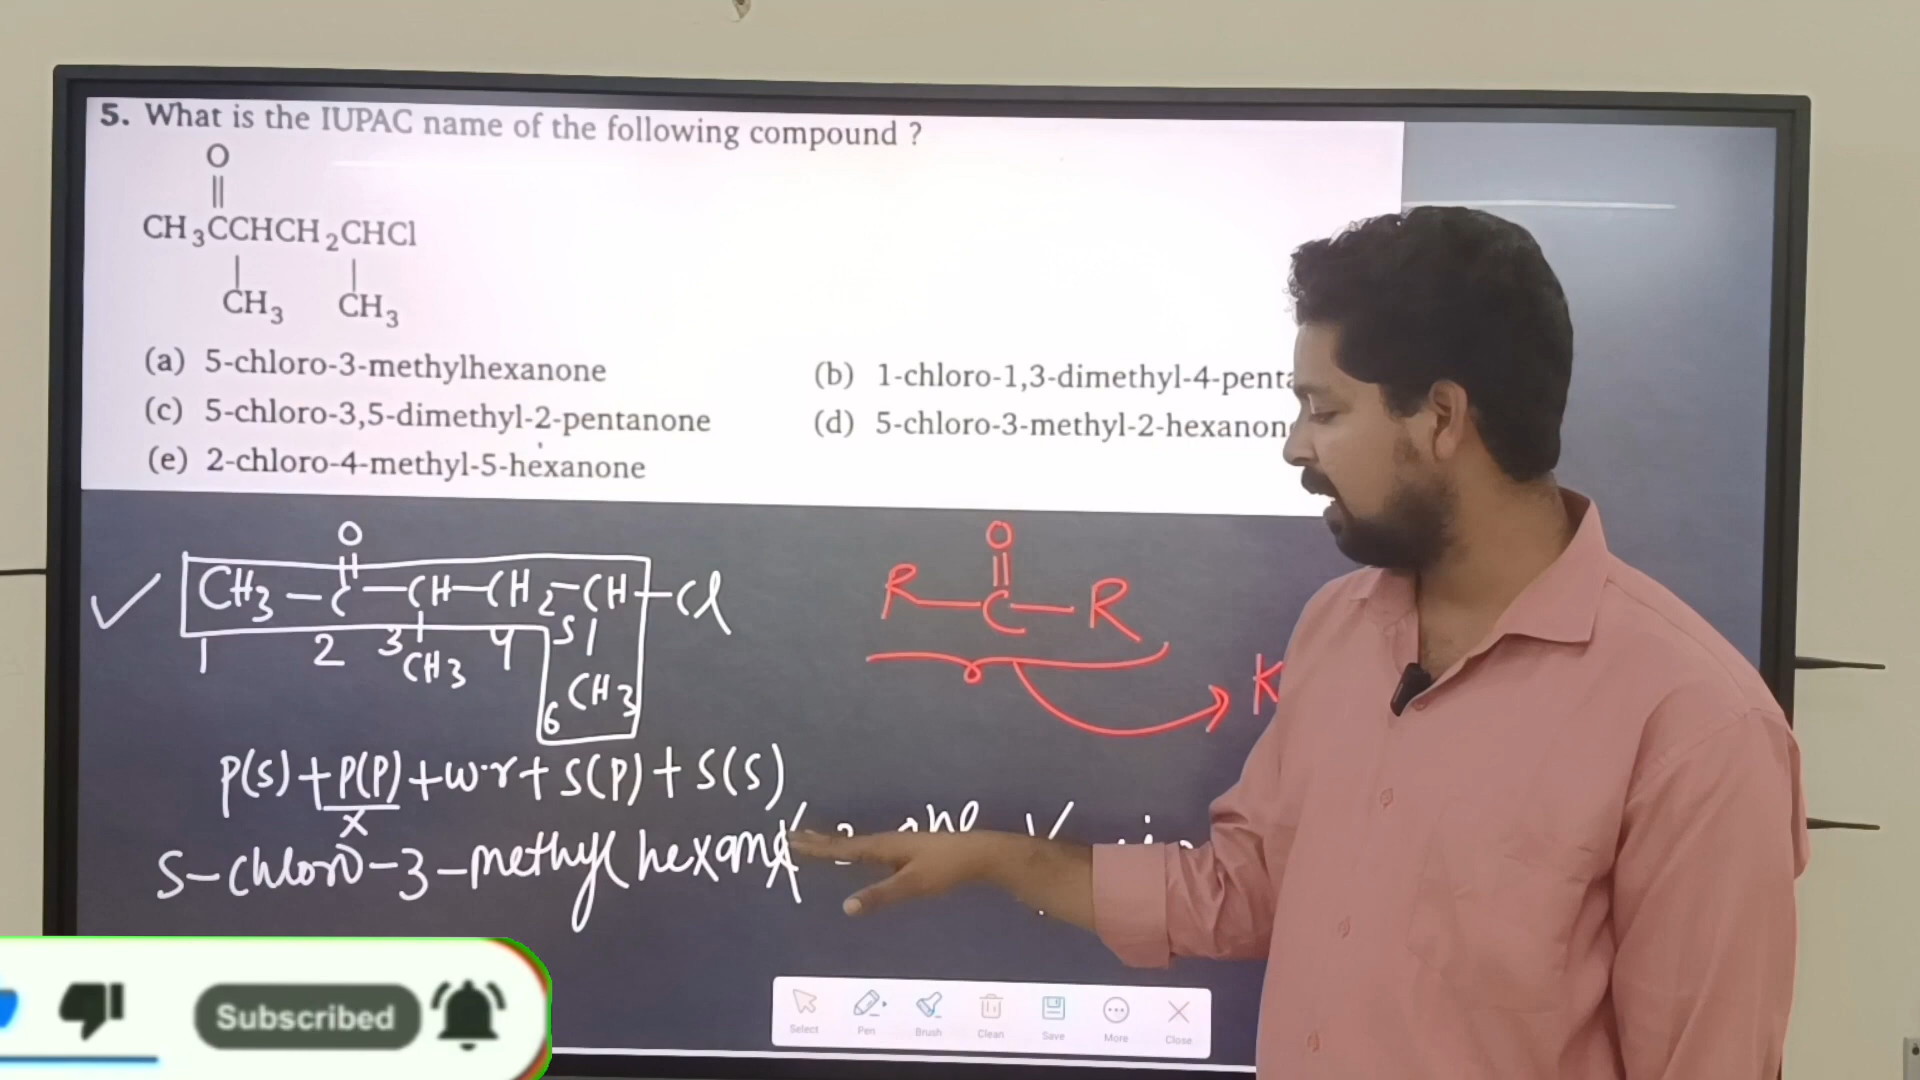 5. What is the IUPAC name of the following compound ?
O
||
CH3CCHCH2CHCl
| |
CH3 CH3
(a) 5-chloro-3-methylhexanone
(b) 1-chloro-1,3-dimethyl-4-penta
(c) 5-chloro-3,5-dimethyl-2-pentanone
(d) 5-chloro-3-methyl-2-hexanon
(e) 2-chloro-4-methyl-5-hexanone
O
||
CH3 – C – CH – CH2 – CH – Cl
1 2 3 4 5
CH3 CH3
6
O
||
R – C – R
K
P(S) + P(P) + w.r + S(P) + S(S)
X
5-chloro-3-methyl hexan
one
Subscribed
Select Pen Brush Clean Save More Close